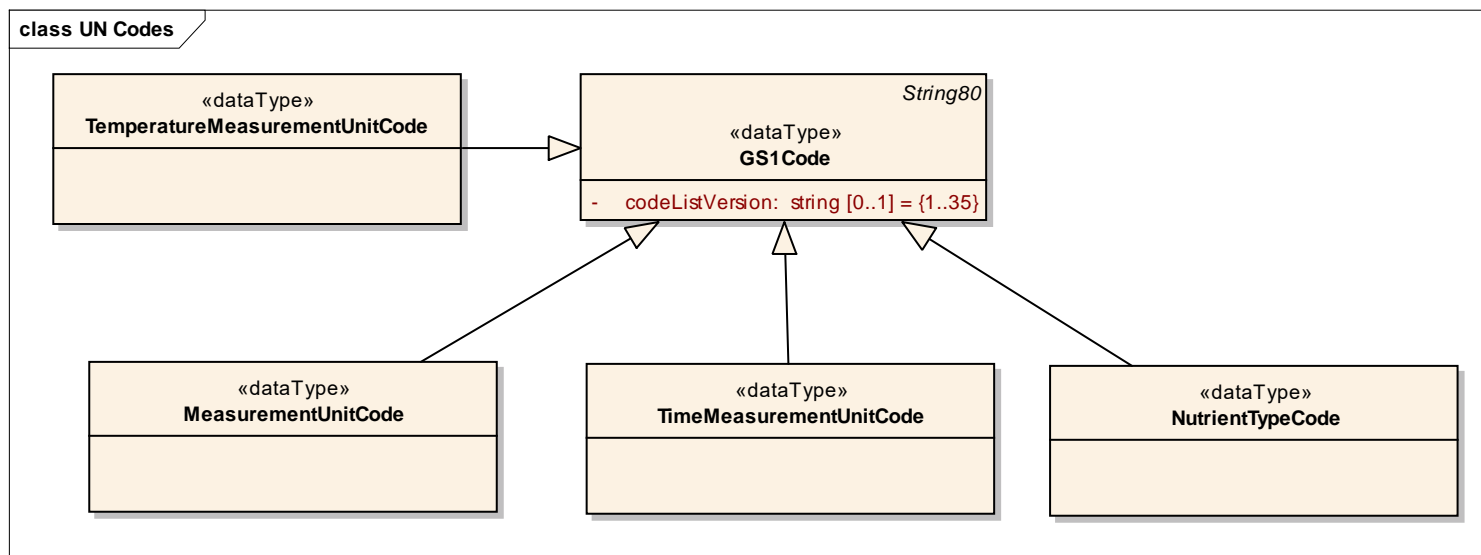 class UN Codes
«dataType»
TemperatureMeasurementUnitCode
String80
«dataType»
GS1Code
- codeListVersion: string [0..1] = {1..35}
«dataType»
MeasurementUnitCode
«dataType»
TimeMeasurementUnitCode
«dataType»
NutrientTypeCode